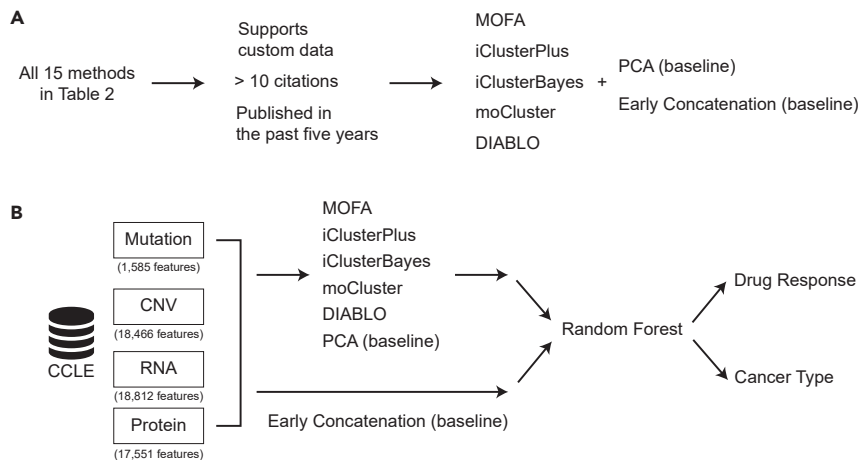 A
All 15 methods
in Table 2
Supports
custom data
> 10 citations
Published in
the past five years
MOFA
iClusterPlus
iClusterBayes
moCluster
DIABLO
+
PCA (baseline)
Early Concatenation (baseline)
B
CCLE
Mutation
(1,585 features)
CNV
(18,466 features)
RNA
(18,812 features)
Protein
(17,551 features)
MOFA
iClusterPlus
iClusterBayes
moCluster
DIABLO
PCA (baseline)
Early Concatenation (baseline)
Random Forest
Drug Response
Cancer Type